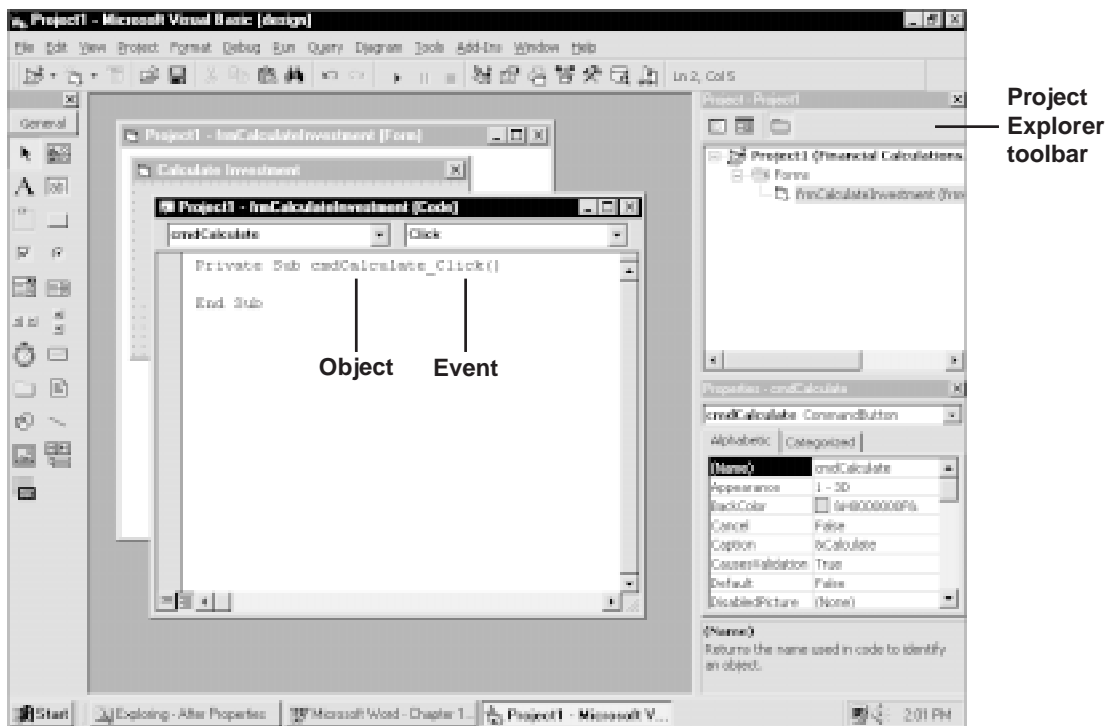 Project1 - Microsoft Visual Basic [design]
File Edit View Project Format Debug Run Query Diagram Tools Add-Ins Window Help
Ln 2, Col 5
General
Project1 - frmCalculateInvestment (Form)
Calculate Investment
Project1 - frmCalculateInvestment (Code)
cmdCalculate Click
Private Sub cmdCalculate_Click()
End Sub
Object Event
Project - Project1
Project1 (Financial Calculations.
Forms
frmCalculateInvestment (frm
Project
Explorer
toolbar
Properties - cmdCalculate
cmdCalculate CommandButton
Alphabetic Categorized
(Name) cmdCalculate
Appearance 1 - 3D
BackColor
Cancel False
Caption &Calculate
CausesValidation True
Default False
DisabledPicture (None)
(Name)
Returns the name used in code to identify
an object.
Start Exploring - After Properties Microsoft Word - Chapter 1... Project1 - Microsoft V... 2:01 PM